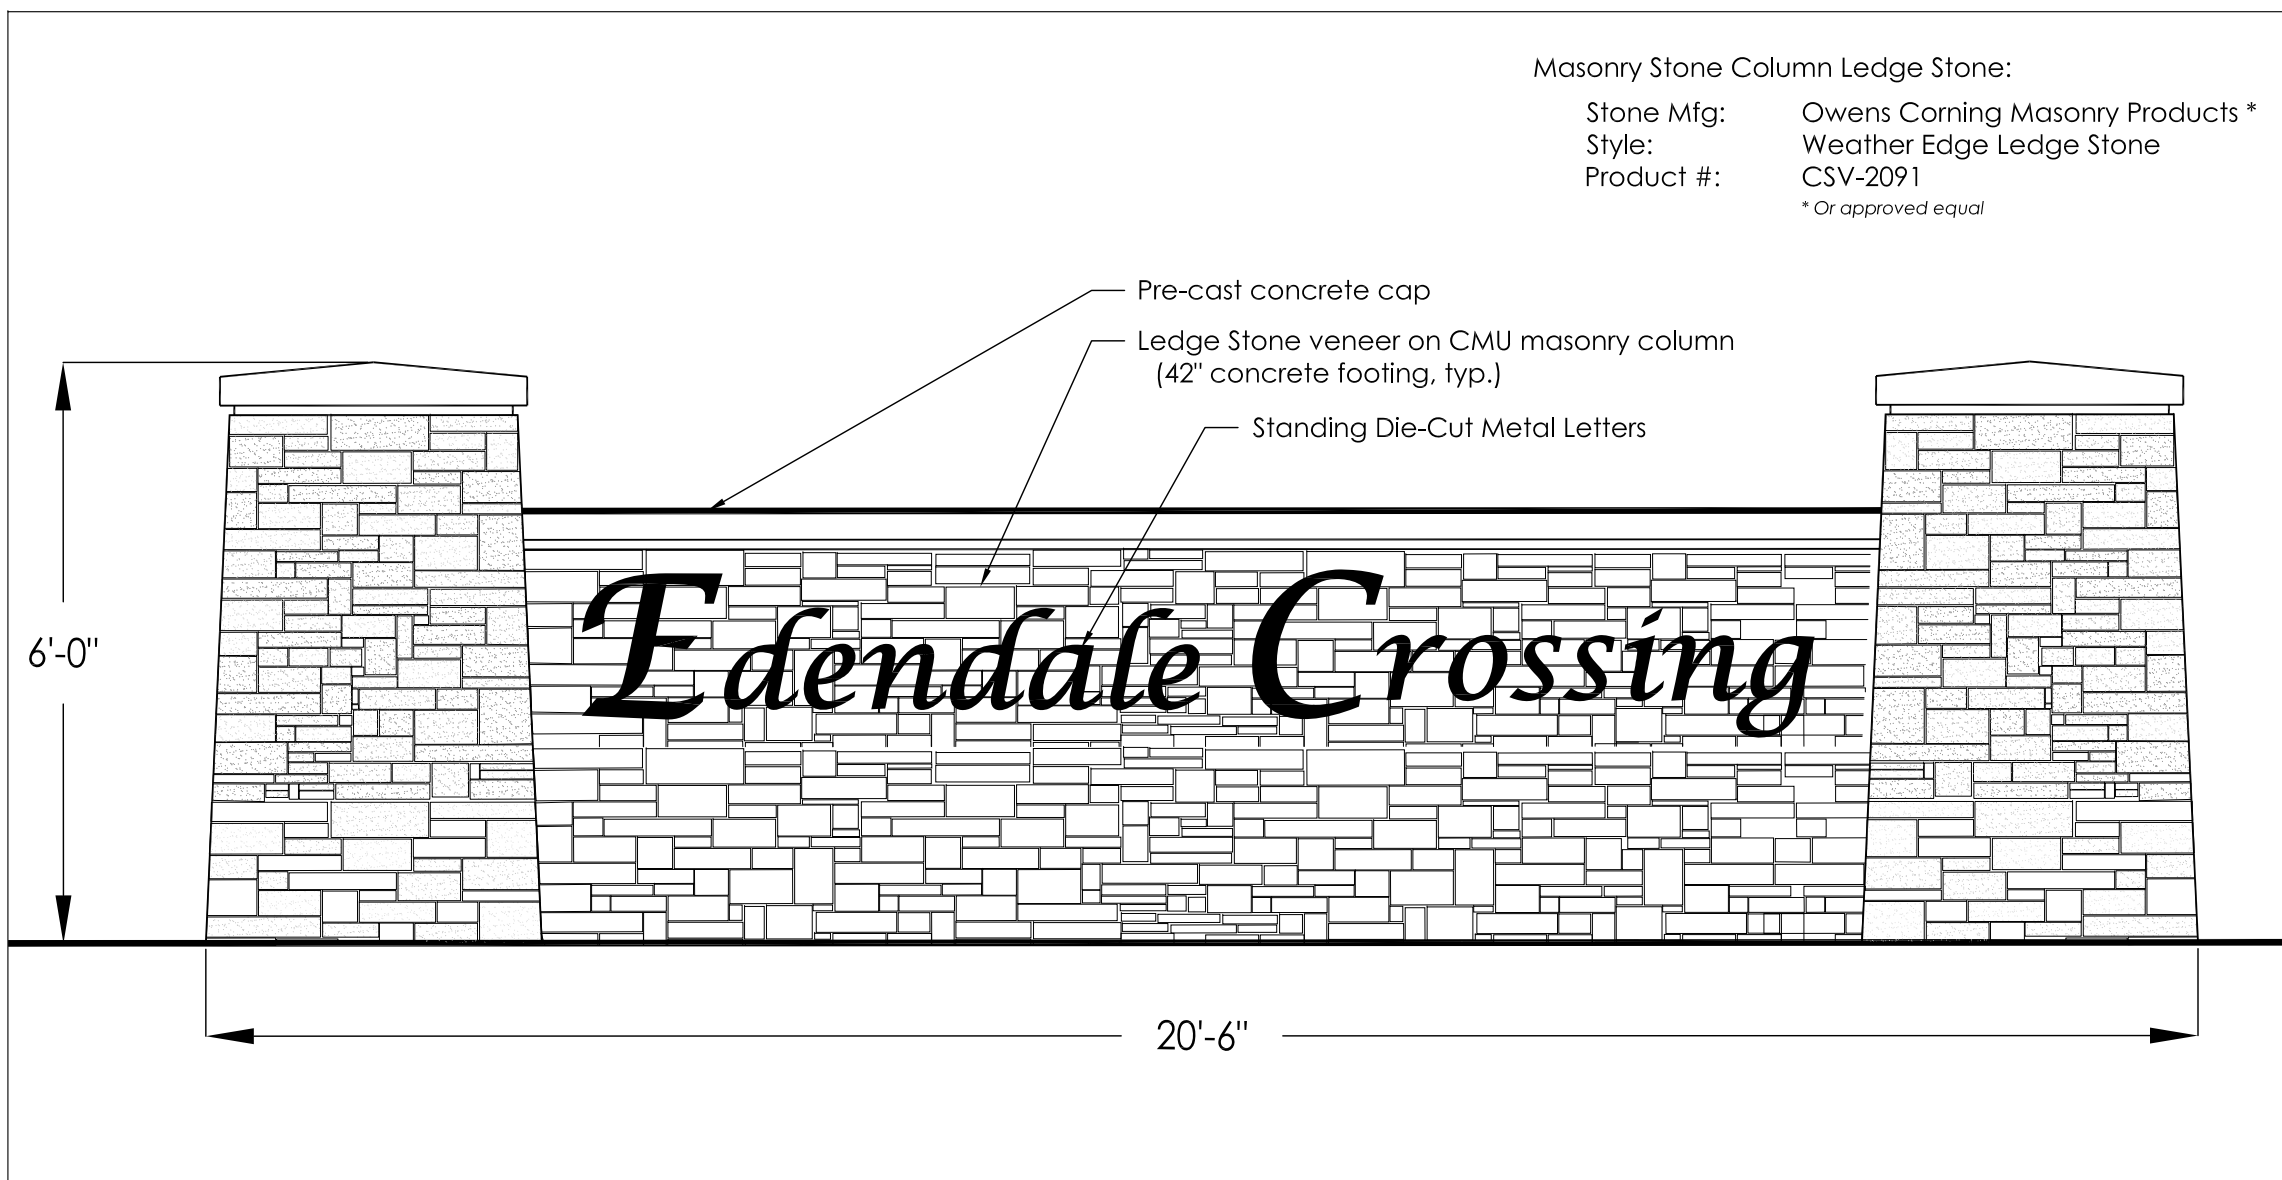 Masonry Stone Column Ledge Stone:
Stone Mfg: Owens Corning Masonry Products *
Style: Weather Edge Ledge Stone
Product #: CSV-2091
* Or approved equal
Pre-cast concrete cap
Ledge Stone veneer on CMU masonry column
(42" concrete footing, typ.)
Standing Die-Cut Metal Letters
6'-0"
Edendale Crossing
20'-6"